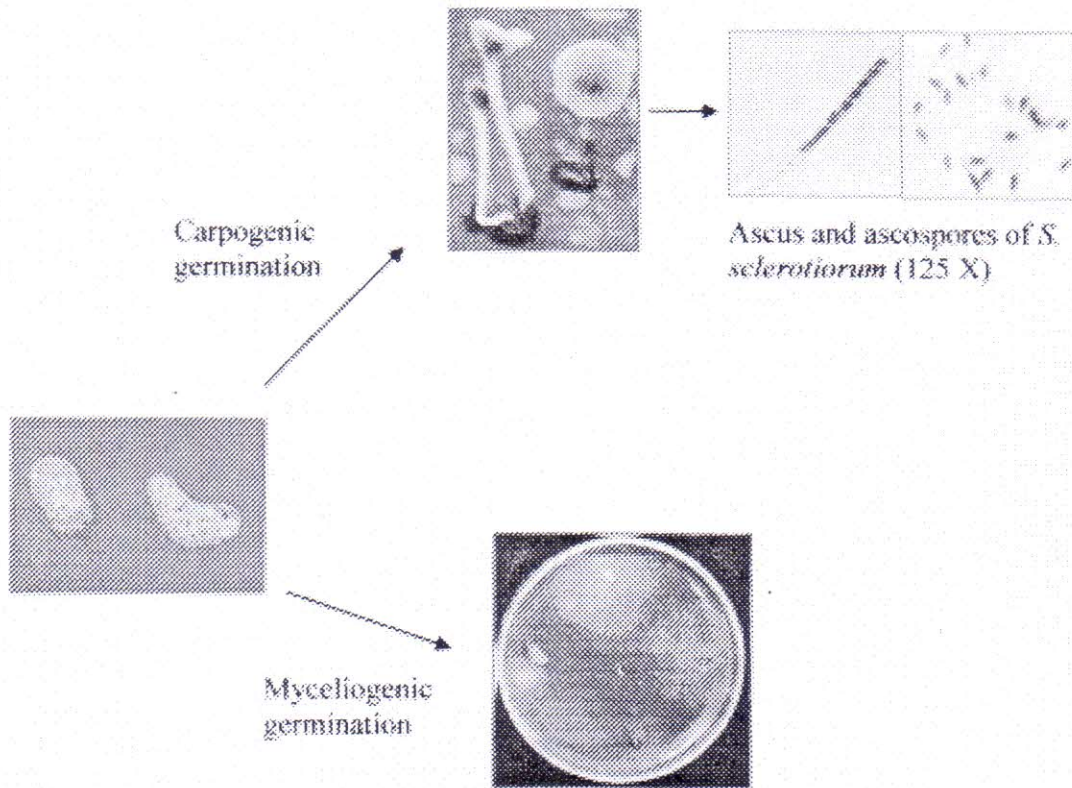 Carpogenic
germination
Ascus and ascospores of S.
sclerotiorum (125 X)
Myceliogenic
germination